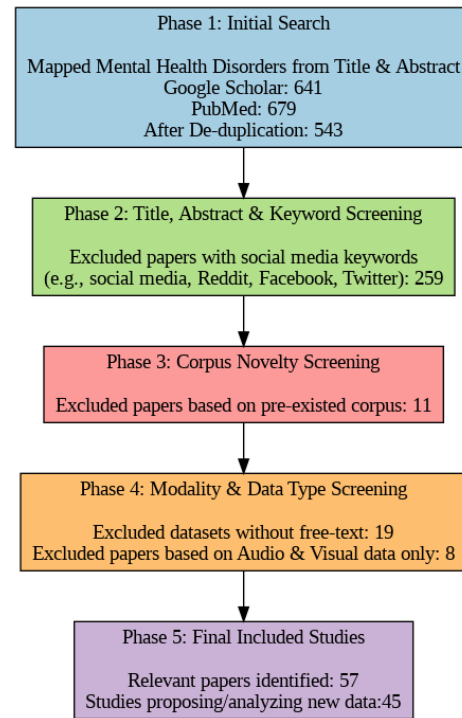 Phase 1: Initial Search
Mapped Mental Health Disorders from Title & Abstract
Google Scholar: 641
PubMed: 679
After De-duplication: 543
Phase 2: Title, Abstract & Keyword Screening
Excluded papers with social media keywords
(e.g., social media, Reddit, Facebook, Twitter): 259
Phase 3: Corpus Novelty Screening
Excluded papers based on pre-existed corpus: 11
Phase 4: Modality & Data Type Screening
Excluded datasets without free-text: 19
Excluded papers based on Audio & Visual data only: 8
Phase 5: Final Included Studies
Relevant papers identified: 57
Studies proposing/analyzing new data:45